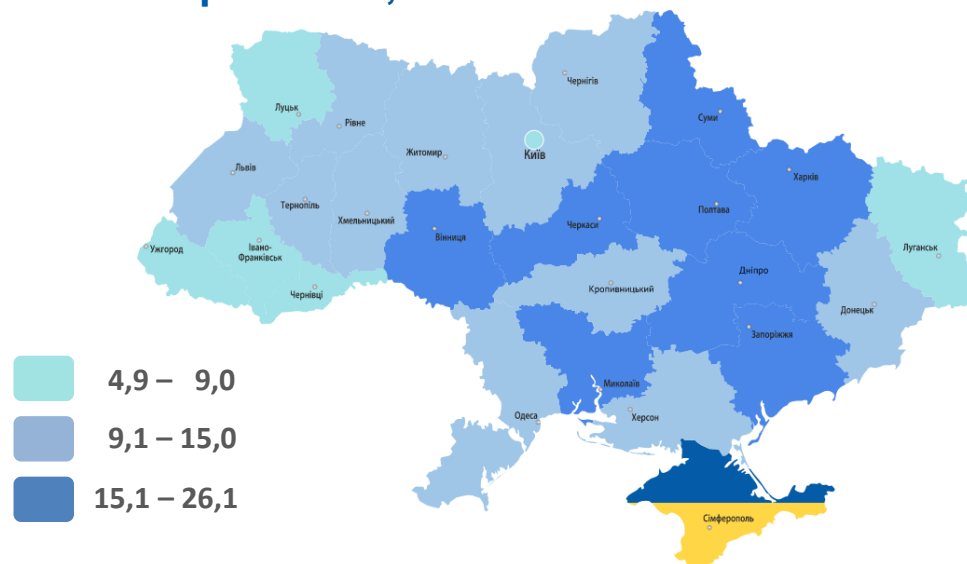 Чернігів
Луцьк
Рівне
Суми
Київ
Житомир
Львів
Харків
Тернопіль
Полтава
Хмельницький
Черкаси
Вінниця
Ужгород
Івано-
Франківськ
Луганськ
Дніпро
Чернівці
Кропивницький
Донецьк
Запоріжжя
4,9 – 9,0
Миколаїв
Одеса
Херсон
9,1 – 15,0
15,1 – 26,1
Сімферополь